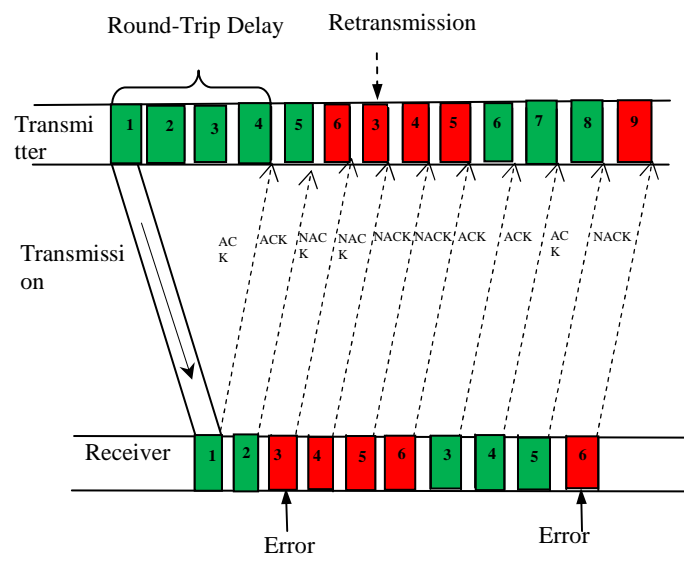 Round-Trip Delay
Retransmission
Transmi
tter
1 2 3 4 5 6 3 4 5 6 7 8 9
Transmissi
on
AC
K
ACK
NAC
K
NAC
K
NACK
NACK
ACK
ACK
AC
K
NACK
Receiver
1 2 3 4 5 6 3 4 5 6
Error
Error